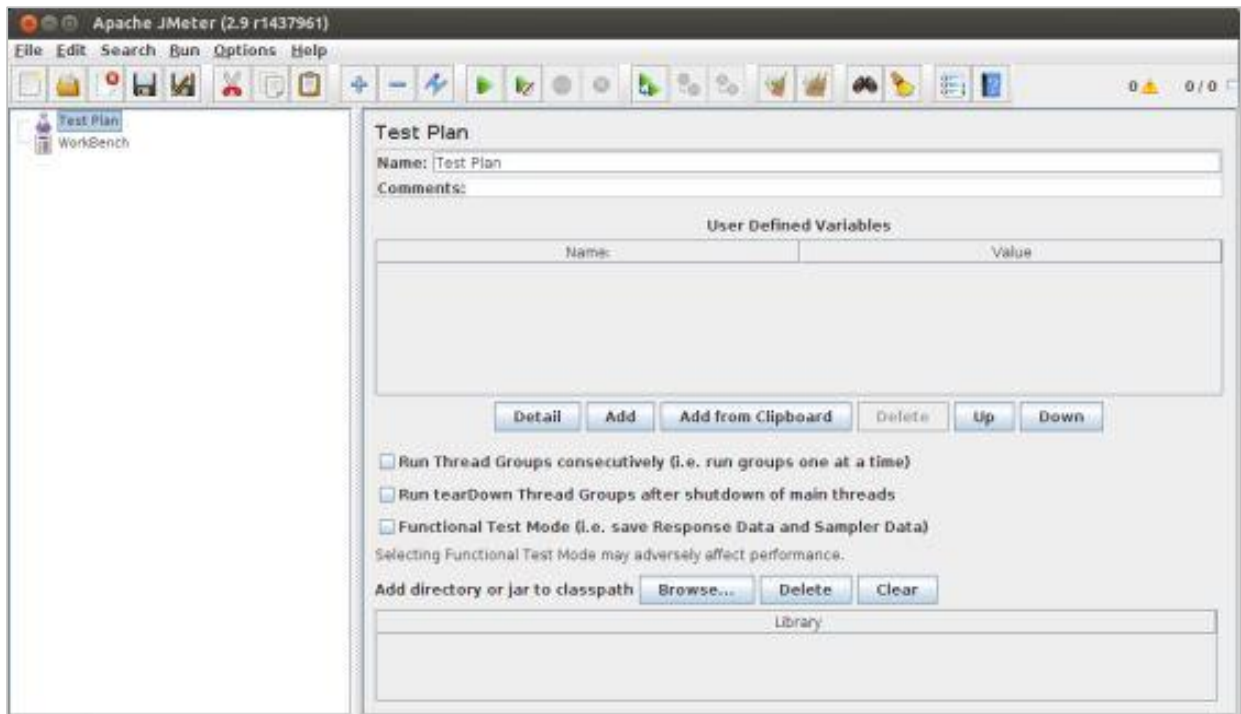 Apache JMeter (2.9 r1437961)
File Edit Search Run Options Help
0 0 / 0
Test Plan
WorkBench
Test Plan
Name: Test Plan
Comments:
User Defined Variables
Name: Value
Detail Add Add from Clipboard Delete Up Down
Run Thread Groups consecutively (i.e. run groups one at a time)
Run tearDown Thread Groups after shutdown of main threads
Functional Test Mode (i.e. save Response Data and Sampler Data)
Selecting Functional Test Mode may adversely affect performance.
Add directory or jar to classpath Browse... Delete Clear
Library